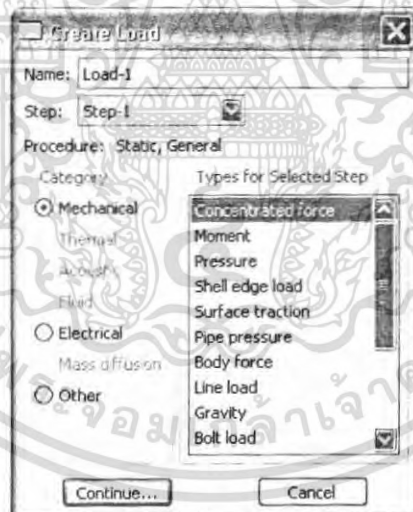 Create Load
Name: Load-1
Step: Step-1
Procedure: Static, General
Category
Types for Selected Step
Mechanical
Thermal
Acoustic
Fluid
Electrical
Mass diffusion
Other
Concentrated force
Moment
Pressure
Shell edge load
Surface traction
Pipe pressure
Body force
Line load
Gravity
Bolt load
Continue...
Cancel